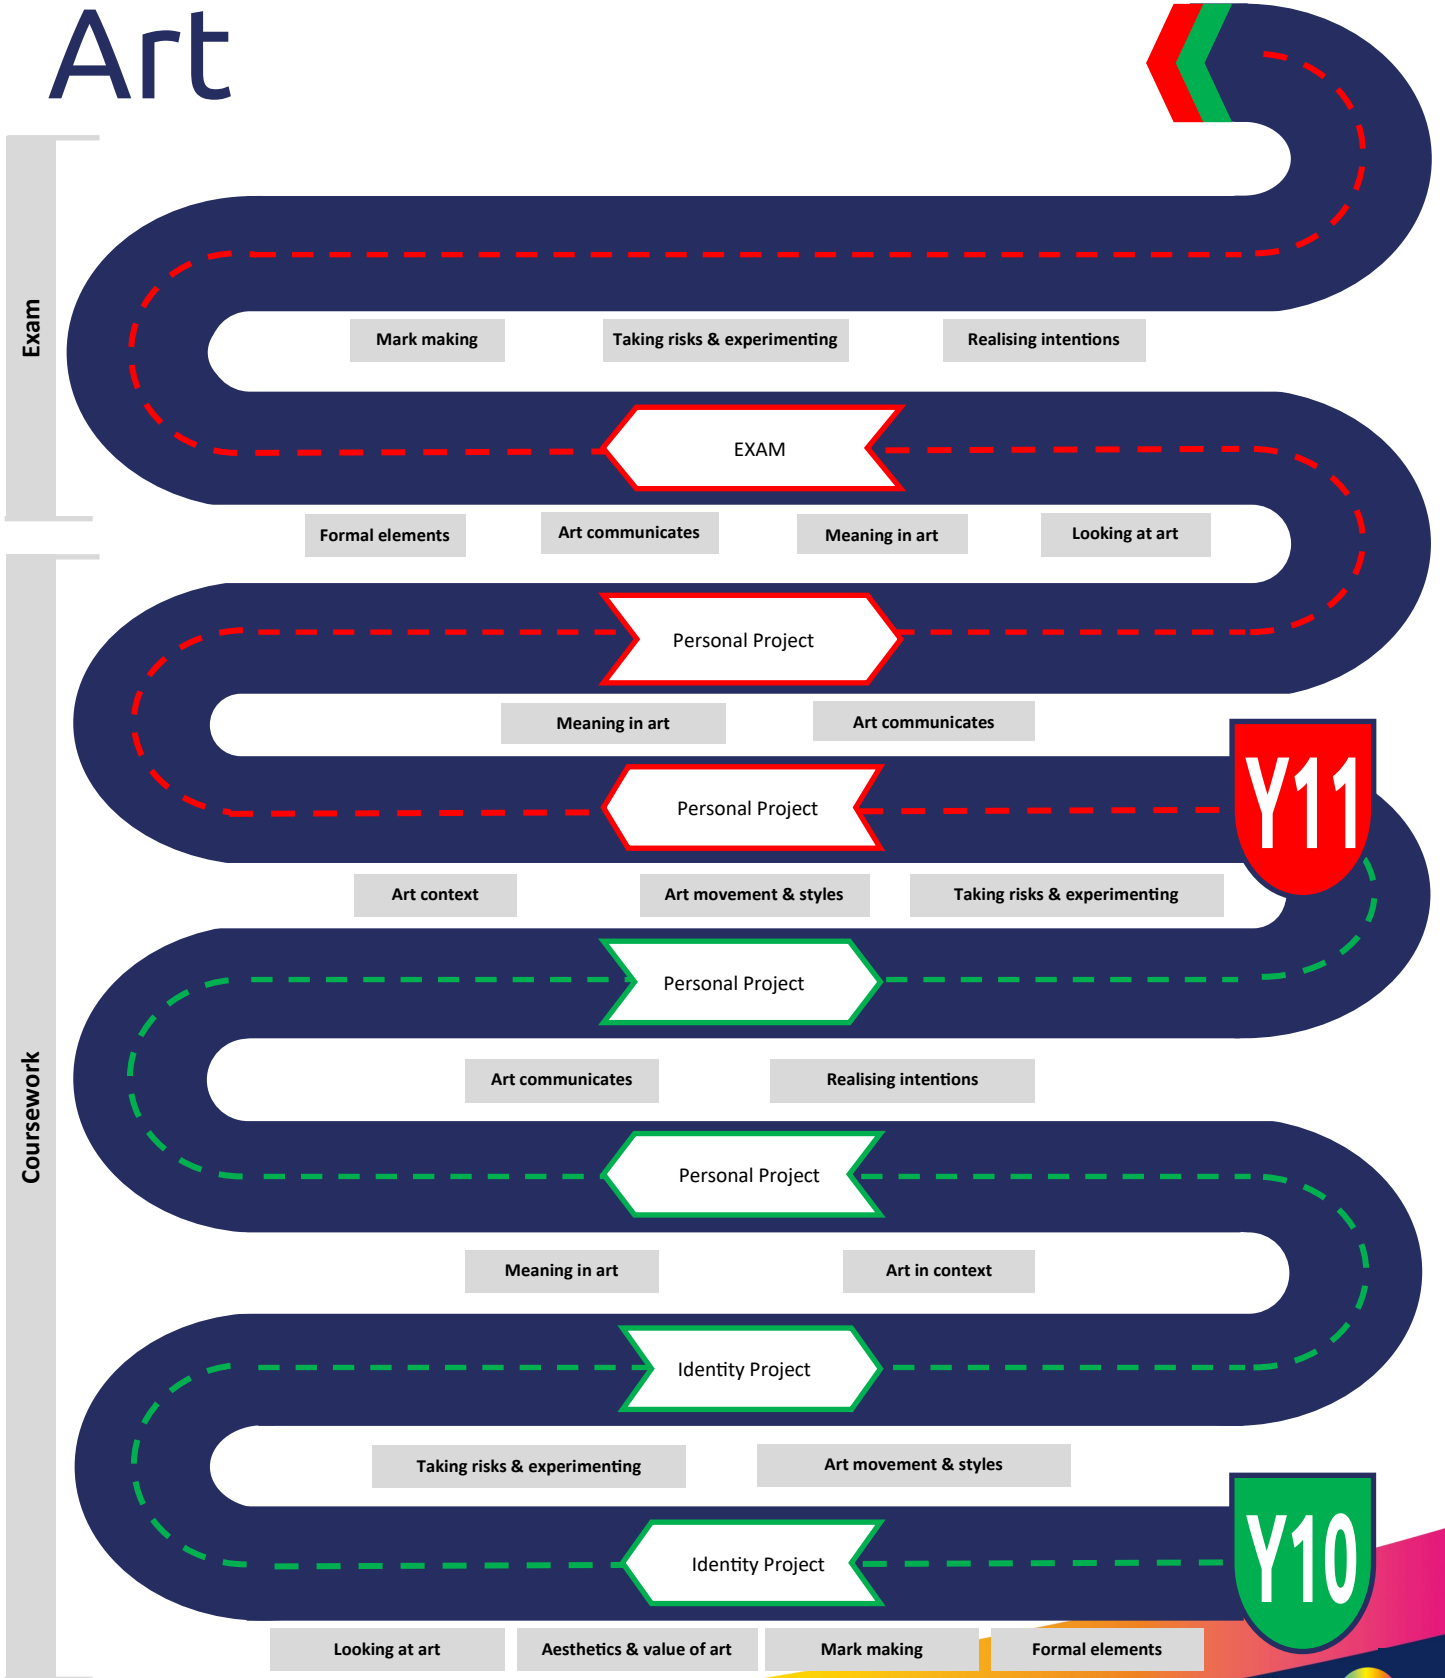 Art
Exam
Mark making
Taking risks & experimenting
Realising intentions
EXAM
Formal elements
Art communicates
Meaning in art
Looking at art
Personal Project
Meaning in art
Art communicates
Y11
Personal Project
Art context
Art movement & styles
Taking risks & experimenting
Personal Project
Coursework
Art communicates
Realising intentions
Personal Project
Meaning in art
Art in context
Identity Project
Taking risks & experimenting
Art movement & styles
Y10
Identity Project
Looking at art
Aesthetics & value of art
Mark making
Formal elements